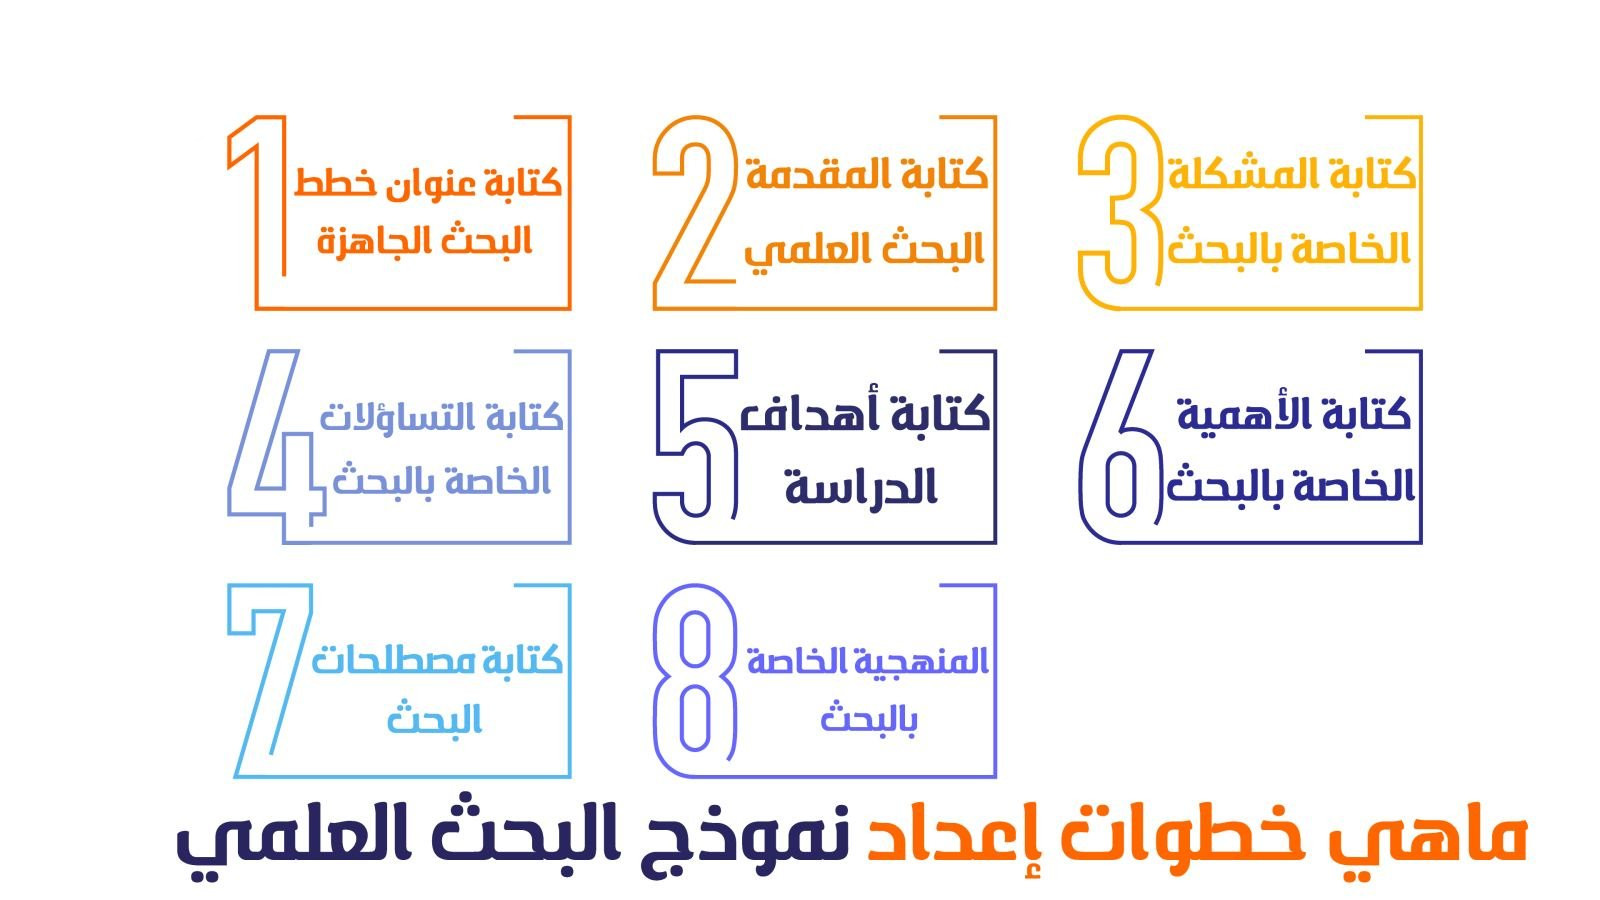 1
كتابة عنوان خطط
البحث الجاهزة
2
كتابة المقدمة
البحث العلمي
3
كتابة المشكلة
الخاصة بالبحث
4
كتابة التساؤلات
الخاصة بالبحث
5
كتابة أهداف
الدراسة
6
كتابة الأهمية
الخاصة بالبحث
7
كتابة مصطلحات
البحث
8
المنهجية الخاصة
بالبحث
ماهي خطوات إعداد نموذج البحث العلمي